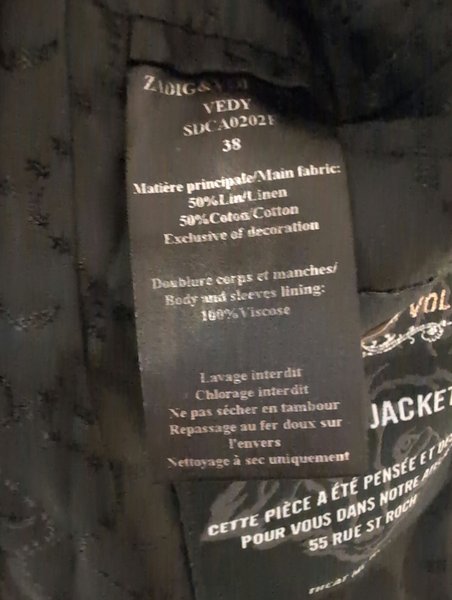 ZADIG&
VEDY
SDCA0202F
38
Matière principale/Main fabric:
50%Lin/Linen
50%Coton/Cotton
Exclusive of decoration
Doublure corps et manches/
Body and sleeves lining:
100%Viscose
Lavage interdit
Chlorage interdit
Ne pas sécher en tambour
Repassage au fer doux sur
l'envers
Nettoyage à sec uniquement
VOL
JACKET
CETTE PIÈCE A ÉTÉ PENSÉE ET
POUR VOUS DANS NOTRE
55 RUE ST ROCH
TREAT